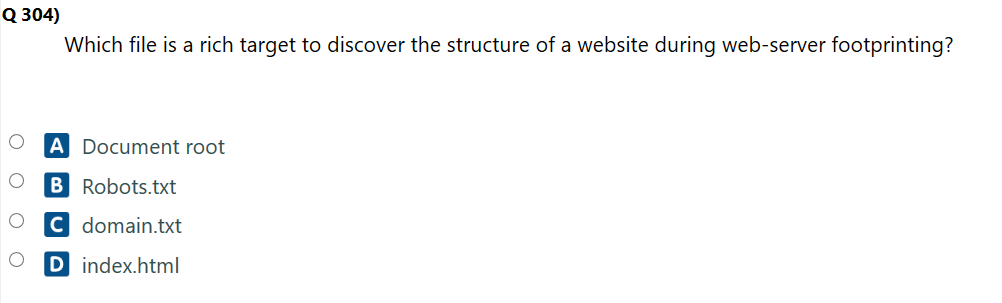 Q 304)
Which file is a rich target to discover the structure of a website during web-server footprinting?
A Document root
B Robots.txt
C domain.txt
D index.html